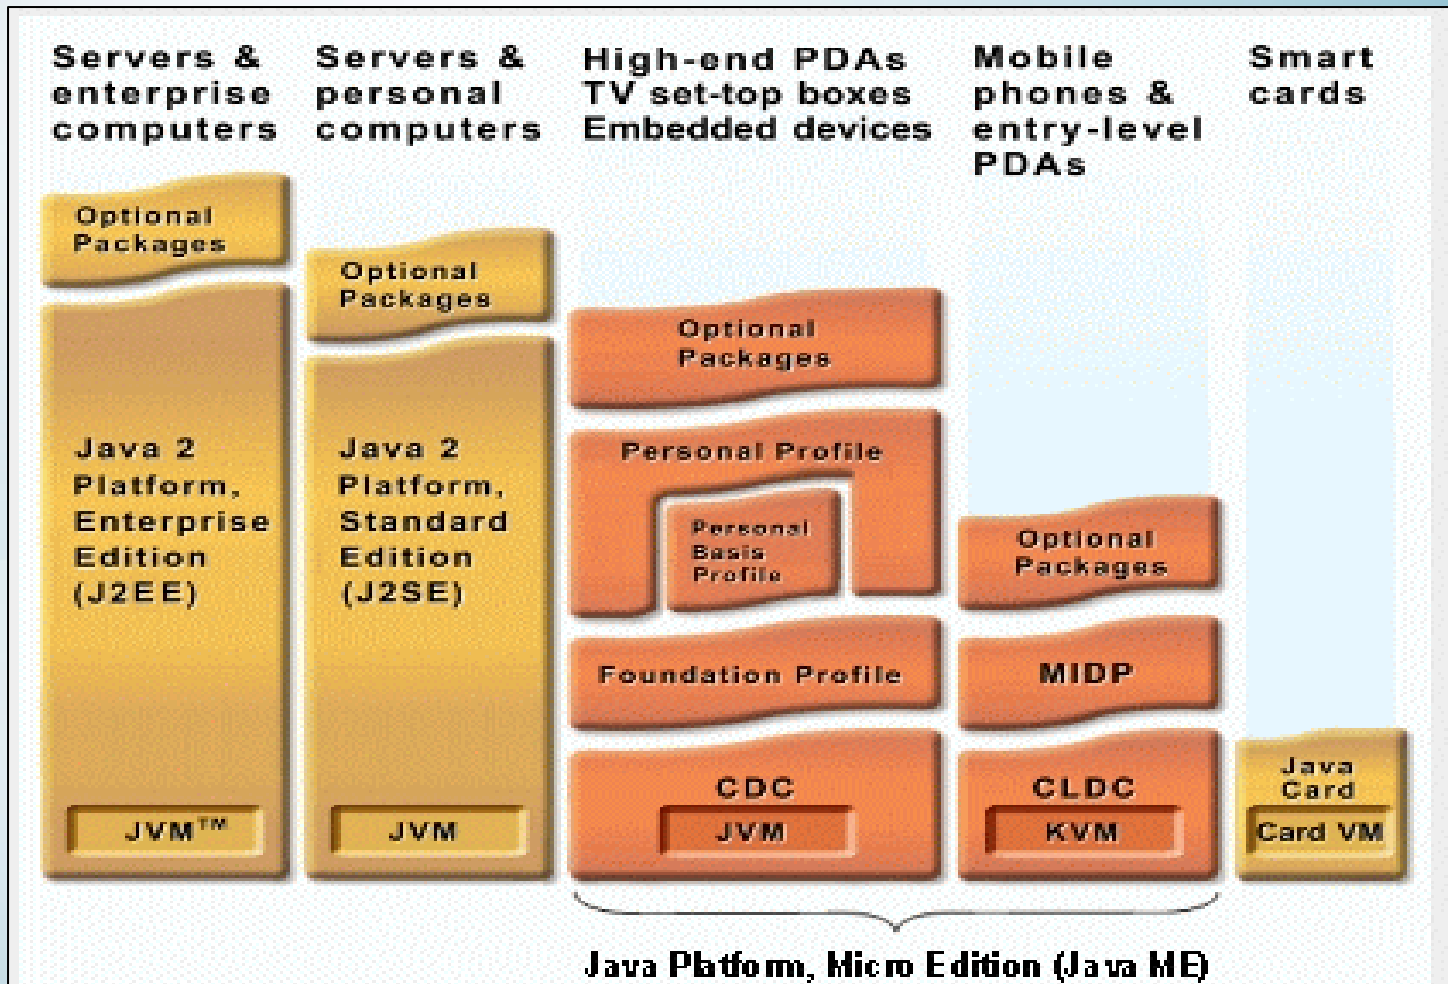 Servers &
enterprise
computers
Servers &
personal
computers
High-end PDAs
TV set-top boxes
Embedded devices
Mobile
phones &
entry-level
PDAs
Smart
cards
Optional
Packages
Java 2
Platform,
Enterprise
Edition
(J2EE)
JVM™
Optional
Packages
Java 2
Platform,
Standard
Edition
(J2SE)
JVM
Optional
Packages
Personal Profile
Personal
Basis
Profile
Foundation Profile
CDC
JVM
Optional
Packages
MIDP
CLDC
KVM
Java
Card
Card VM
Java Platform, Micro Edition (Java ME)